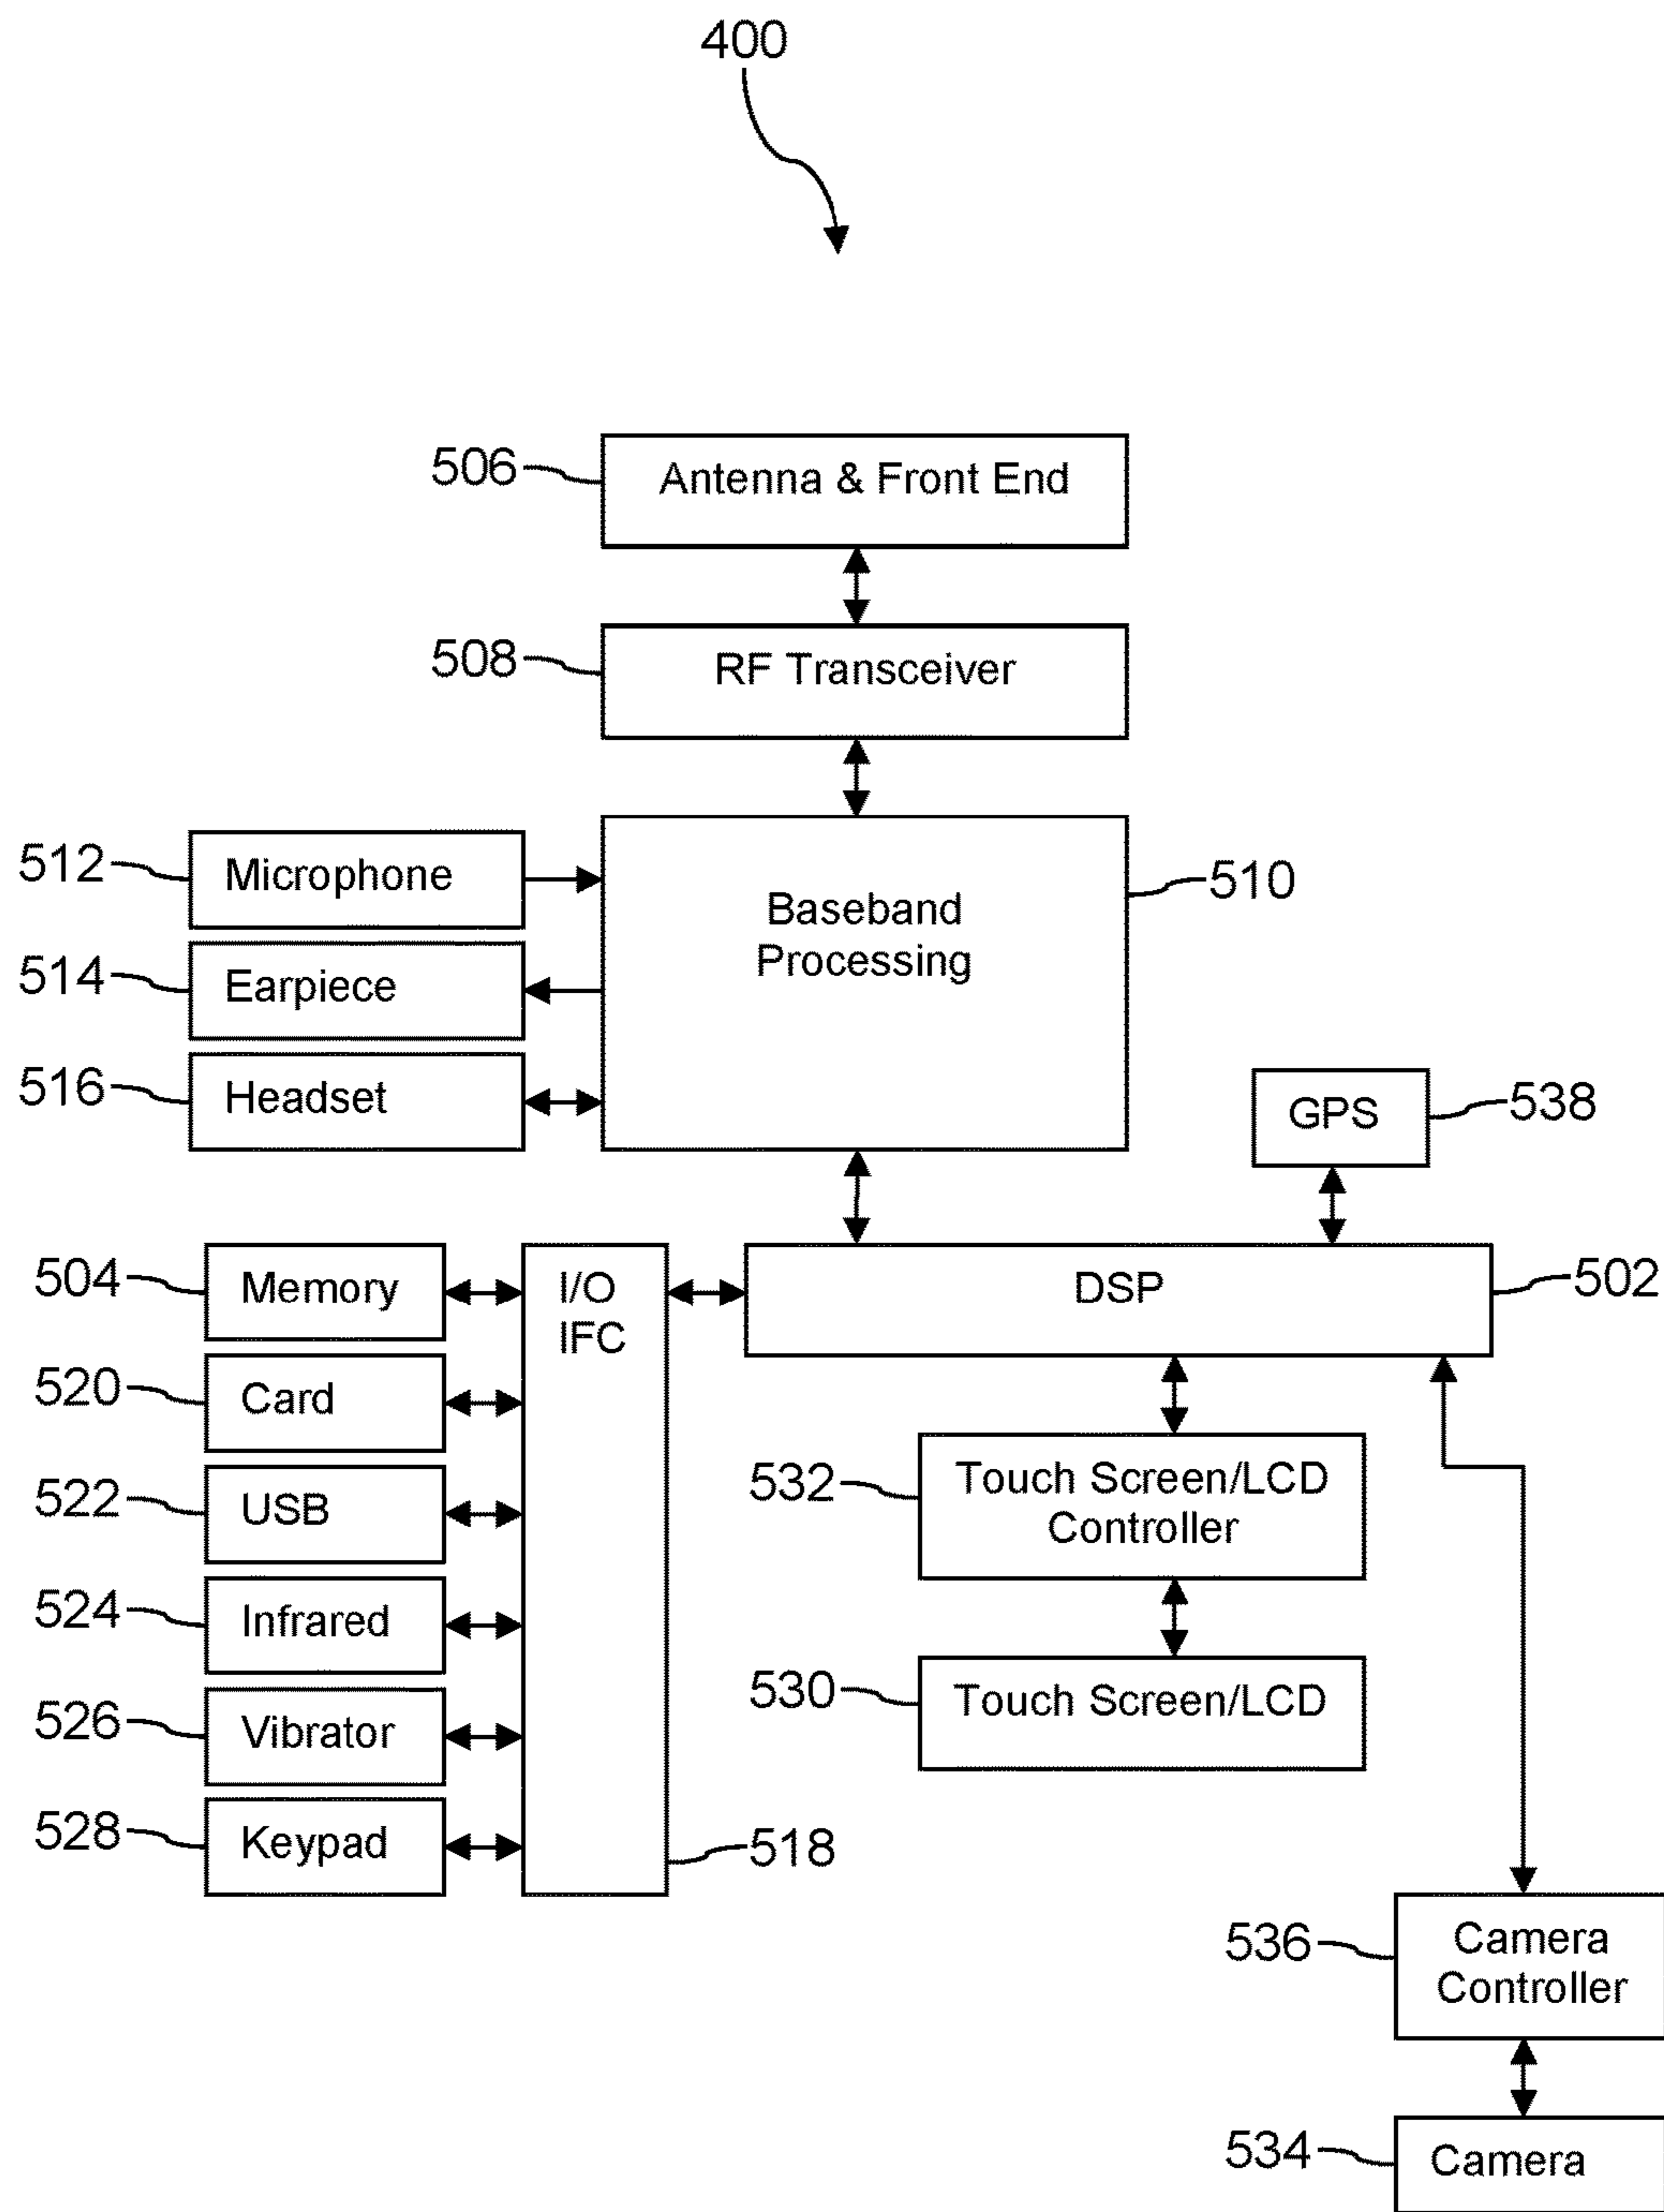 400
506
Antenna & Front End
508
RF Transceiver
512
Microphone
510
Baseband
Processing
514
Earpiece
516
Headset
GPS
538
504
Memory
I/O
IFC
DSP
502
520
Card
522
USB
532
Touch Screen/LCD
Controller
524
Infrared
530
Touch Screen/LCD
526
Vibrator
528
Keypad
518
536
Camera
Controller
534
Camera